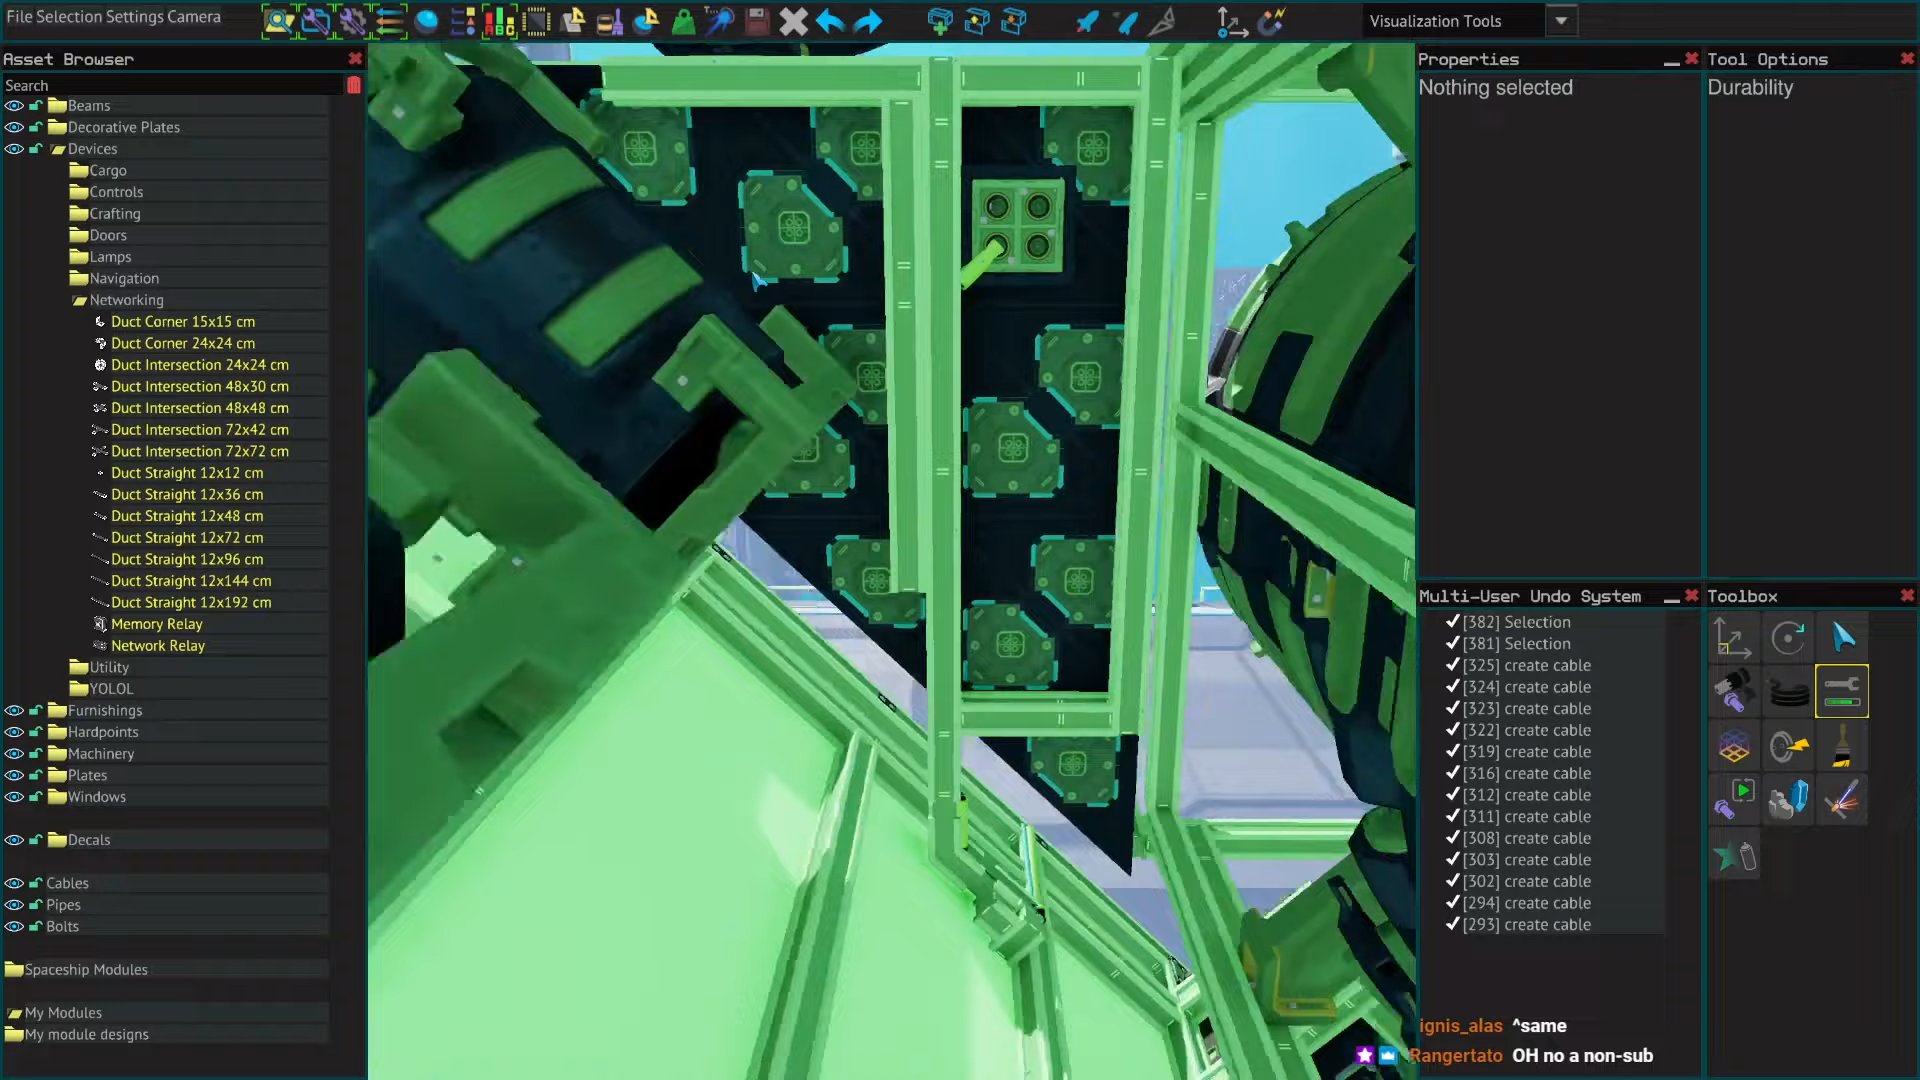 File Selection Settings Camera
Visualization Tools
Asset Browser
Search
Beams
Decorative Plates
Devices
Cargo
Controls
Crafting
Doors
Lamps
Navigation
Networking
Duct Corner 15x15 cm
Duct Corner 24x24 cm
Duct Intersection 24x24 cm
Duct Intersection 48x30 cm
Duct Intersection 48x48 cm
Duct Intersection 72x42 cm
Duct Intersection 72x72 cm
Duct Straight 12x12 cm
Duct Straight 12x36 cm
Duct Straight 12x48 cm
Duct Straight 12x72 cm
Duct Straight 12x96 cm
Duct Straight 12x144 cm
Duct Straight 12x192 cm
Memory Relay
Network Relay
Utility
YOLOL
Furnishings
Hardpoints
Machinery
Plates
Windows
Decals
Cables
Pipes
Bolts
Spaceship Modules
My Modules
My module designs
Properties
Nothing selected
Tool Options
Durability
Multi-User Undo System
[382] Selection
[381] Selection
[325] create cable
[324] create cable
[323] create cable
[322] create cable
[319] create cable
[316] create cable
[312] create cable
[311] create cable
[308] create cable
[303] create cable
[302] create cable
[294] create cable
[293] create cable
Toolbox
ABC
ignis_alas ^same
Rangertato OH no a non-sub